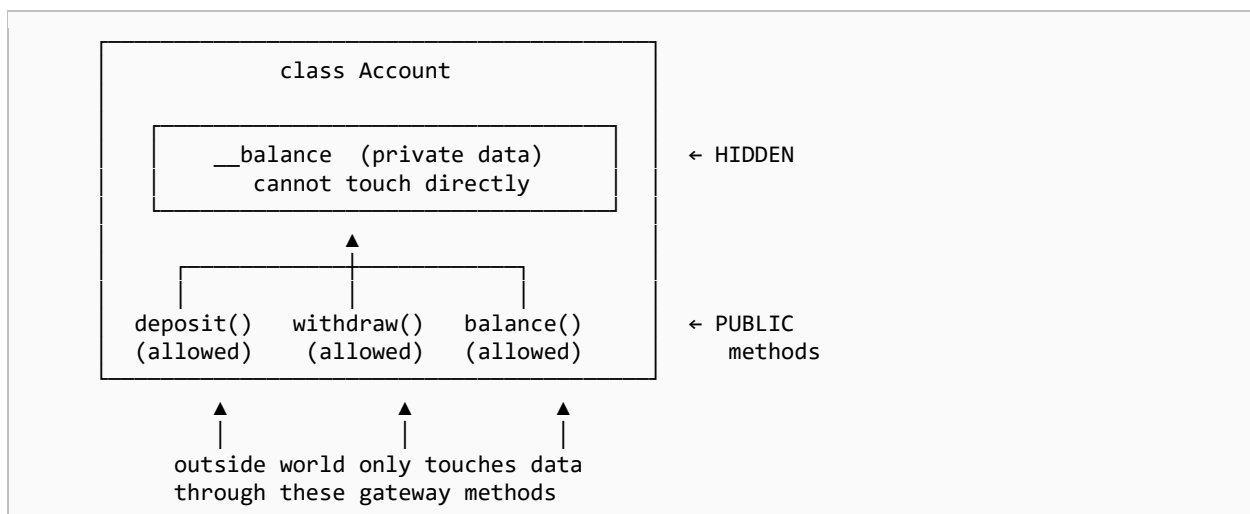 class Account
__balance (private data) ← HIDDEN
cannot touch directly
deposit() withdraw() balance() ← PUBLIC
(allowed) (allowed) (allowed) methods
outside world only touches data
through these gateway methods